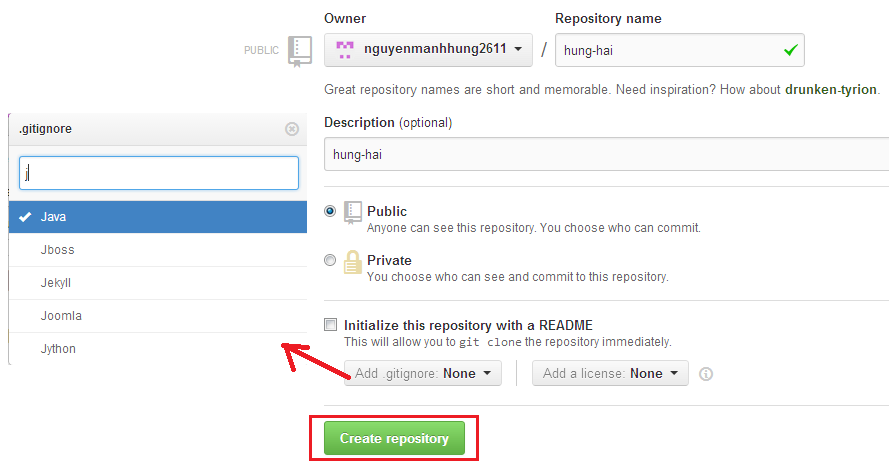 Owner
Repository name
PUBLIC
nguyenmanhhung2611 / hung-hai
Great repository names are short and memorable. Need inspiration? How about drunken-tyrion.
Description (optional)
hung-hai
Public
Anyone can see this repository. You choose who can commit.
Private
You choose who can see and commit to this repository.
Initialize this repository with a README
This will allow you to git clone the repository immediately.
Add .gitignore: None
Add a license: None
Create repository
.gitignore
j
Java
Jboss
Jekyll
Joomla
Jython